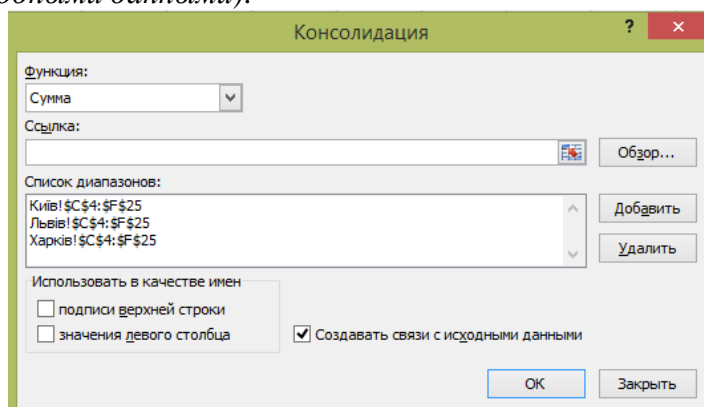 данными).
Консолидация ?
Функция:
Сумма
Ссылка:
Обзор...
Список диапазонов:
Київ!$C$4:$F$25
Львів!$C$4:$F$25
Харків!$C$4:$F$25
Добавить
Удалить
Использовать в качестве имен
подписи верхней строки
значения левого столбца
Создавать связи с исходными данными
ОК
Закрыть